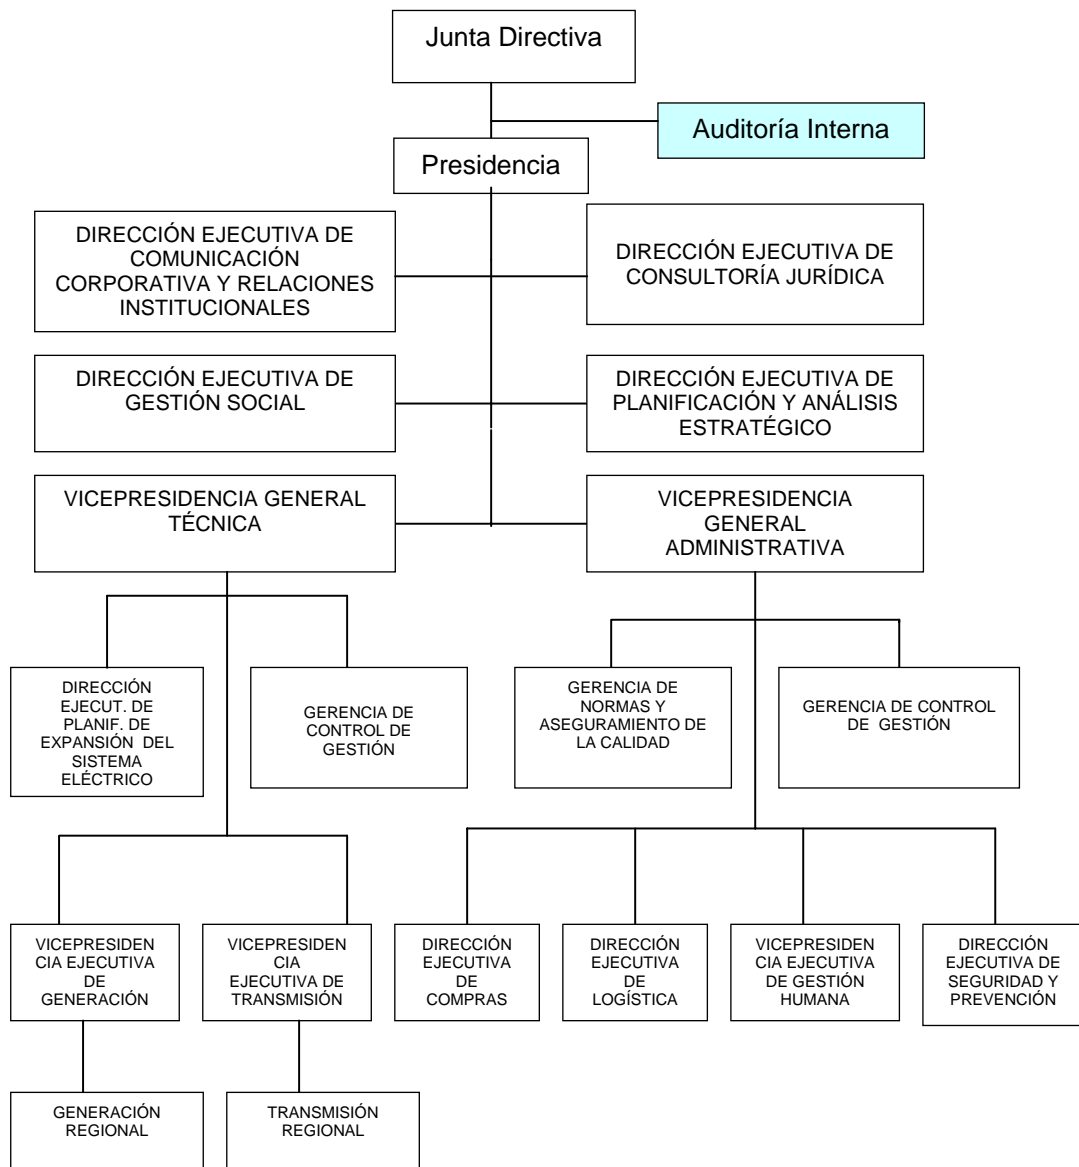 Junta Directiva
Auditoría Interna
Presidencia
DIRECCIÓN EJECUTIVA DE
COMUNICACIÓN
CORPORATIVA Y RELACIONES
INSTITUCIONALES
DIRECCIÓN EJECUTIVA DE
CONSULTORÍA JURÍDICA
DIRECCIÓN EJECUTIVA DE
GESTIÓN SOCIAL
DIRECCIÓN EJECUTIVA DE
PLANIFICACIÓN Y ANÁLISIS
ESTRATÉGICO
VICEPRESIDENCIA GENERAL
TÉCNICA
VICEPRESIDENCIA
GENERAL
ADMINISTRATIVA
DIRECCIÓN
EJECUT. DE
PLANIF. DE
EXPANSIÓN DEL
SISTEMA
ELÉCTRICO
GERENCIA DE
CONTROL DE
GESTIÓN
GERENCIA DE
NORMAS Y
ASEGURAMIENTO DE
LA CALIDAD
GERENCIA DE CONTROL
DE GESTIÓN
VICEPRESIDEN
CIA EJECUTIVA
DE
GENERACIÓN
VICEPRESIDEN
CIA
EJECUTIVA DE
TRANSMISIÓN
DIRECCIÓN
EJECUTIVA
DE
COMPRAS
DIRECCIÓN
EJECUTIVA
DE
LOGÍSTICA
VICEPRESIDEN
CIA EJECUTIVA
DE GESTIÓN
HUMANA
DIRECCIÓN
EJECUTIVA DE
SEGURIDAD Y
PREVENCIÓN
GENERACIÓN
REGIONAL
TRANSMISIÓN
REGIONAL